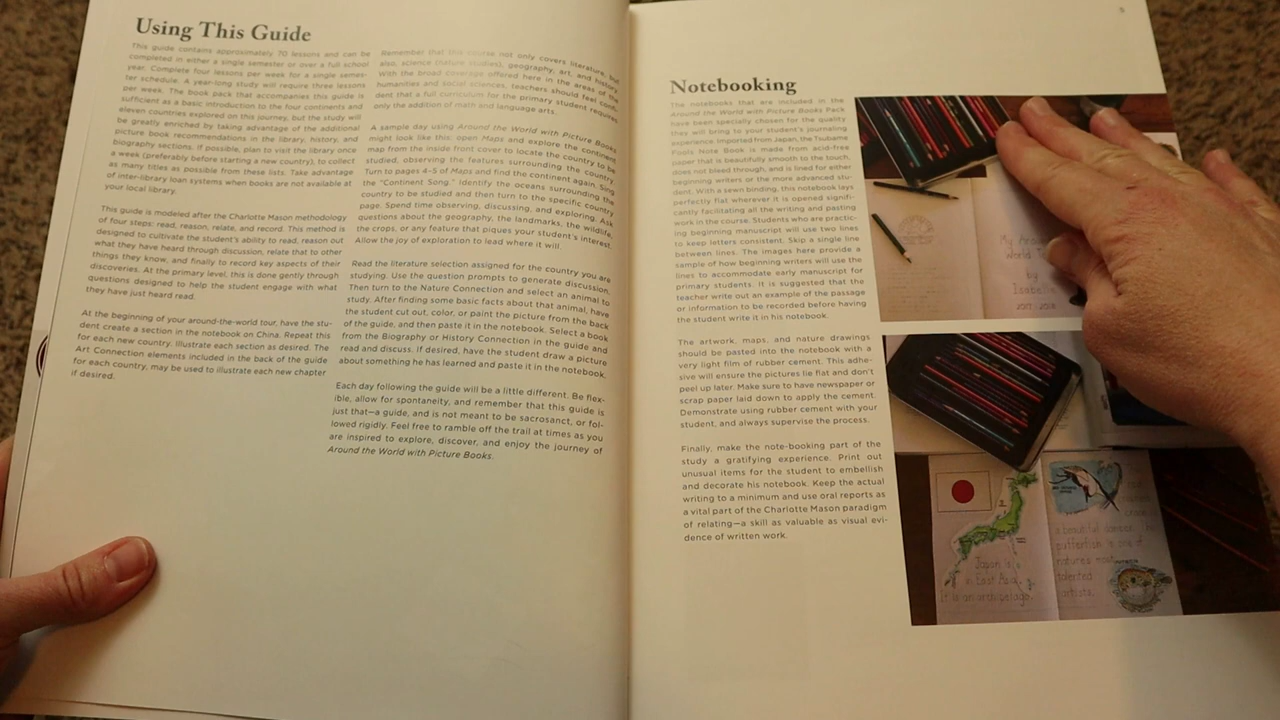 Using This Guide
This guide contains approximately 70 lessons and can be
completed in either a single semester or over a full school
year. Complete four lessons per week for a single semes-
ter schedule. A year-long study will require three lessons
per week. The book pack that accompanies this guide is
sufficient as a basic introduction to the four continents and
eleven countries explored on this journey, but the study will
be greatly enriched by taking advantage of the additional
picture book recommendations in the library, history, and
biography sections. If possible, plan to visit the library once
a week (preferably before starting a new country), to collect
as many titles as possible from these lists. Take advantage
of inter-library loan systems when books are not available at
your local library.
This guide is modeled after the Charlotte Mason methodology
of four steps: read, reason, relate, and record. This method is
designed to cultivate the student's ability to read, reason out
what they have heard through discussion, relate that to other
things they know, and finally to record key aspects of their
discoveries. At the primary level, this is done gently through
questions designed to help the student engage with what
they have just heard read.
At the beginning of your around-the-world tour, have the stu-
dent create a section in the notebook on China. Repeat this
for each new country. Illustrate each section as desired. The
Art Connection elements included in the back of the guide
for each country, may be used to illustrate each new chapter
if desired.
Remember that this course not only covers literature, but
also, science (nature studies), geography, art, and history.
With the broad coverage offered here in the areas of the
humanities and social sciences, teachers should feel confi-
dent that a full curriculum for the primary student requires
only the addition of math and language arts.
A sample day using Around the World with Picture Books
might look like this: open Maps and explore the continent
map from the inside front cover to locate the country to be
studied, observing the features surrounding the country.
Turn to pages 4-5 of Maps and find the continent again. Sing
the "Continent Song." Identify the oceans surrounding the
country to be studied and then turn to the specific country
page. Spend time observing, discussing, and exploring. Ask
questions about the geography, the landmarks, the wildlife,
the crops, or any feature that piques your student's interest.
Allow the joy of exploration to lead where it will.
Read the literature selection assigned for the country you are
studying. Use the question prompts to generate discussion.
Then turn to the Nature Connection and select an animal to
study. After finding some basic facts about that animal, have
the student cut out, color, or paint the picture from the back
of the guide, and then paste it in the notebook. Select a book
from the Biography or History Connection in the guide and
read and discuss. If desired, have the student draw a picture
about something he has learned and paste it in the notebook.
Each day following the guide will be a little different. Be flex-
ible, allow for spontaneity, and remember that this guide is
just that—a guide, and is not meant to be sacrosanct, or fol-
lowed rigidly. Feel free to ramble off the trail at times as you
are inspired to explore, discover, and enjoy the journey of
Around the World with Picture Books.
5
Notebooking
The notebooks that are included in the
Around the World with Picture Books Pack
have been specially chosen for the quality
they will bring to your student's journaling
experience. Imported from Japan, the Tsubame
Fools. Note Book is made from acid-free
paper that is beautifully smooth to the touch,
does not bleed through, and is lined for either
beginning writers or the more advanced stu-
dent. With a sewn binding, this notebook lays
perfectly flat wherever it is opened signifi-
cantly facilitating all the writing and pasting
work in the course. Students who are practic-
ing beginning manuscript will use two lines
to keep letters consistent. Skip a single line
between lines. The images here provide a
sample of how beginning writers will use the
lines to accommodate early manuscript for
primary students. It is suggested that the
teacher write out an example of the passage
or information to be recorded before having
the student write it in his notebook.
The artwork, maps, and nature drawings
should be pasted into the notebook with a
very light film of rubber cement. This adhe-
sive will ensure the pictures lie flat and don't
peel up later. Make sure to have newspaper or
scrap paper laid down to apply the cement.
Demonstrate using rubber cement with your
student, and always supervise the process.
Finally, make the note-booking part of the
study a gratifying experience. Print out
unusual items for the student to embellish
and decorate his notebook. Keep the actual
writing to a minimum and use oral reports as
a vital part of the Charlotte Mason paradigm
of relating—a skill as valuable as visual evi-
dence of written work.
My
World
by
Isabel
2017-2018
Japan is
in East Asia.
It is an archipelago.
a beautiful dancer. The
pufferfish is one of
natures most
talented
artists.